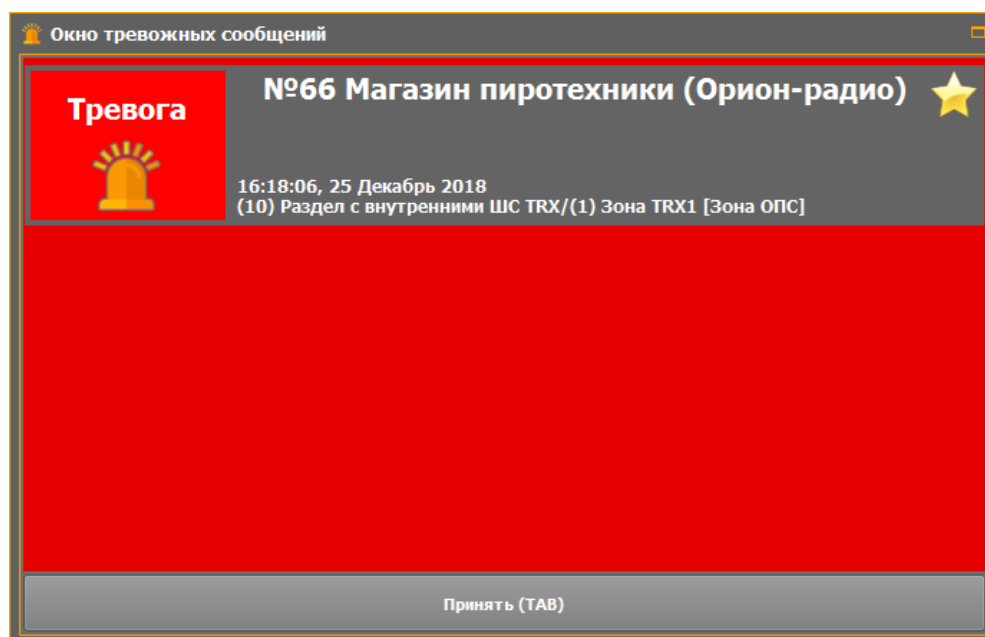 Окно тревожных сообщений
Тревога
№66 Магазин пиротехники (Орион-радио)
16:18:06, 25 Декабрь 2018
(10) Раздел с внутренними ШС TRX/(1) Зона TRX1 [Зона ОПС]
Принять (TAB)